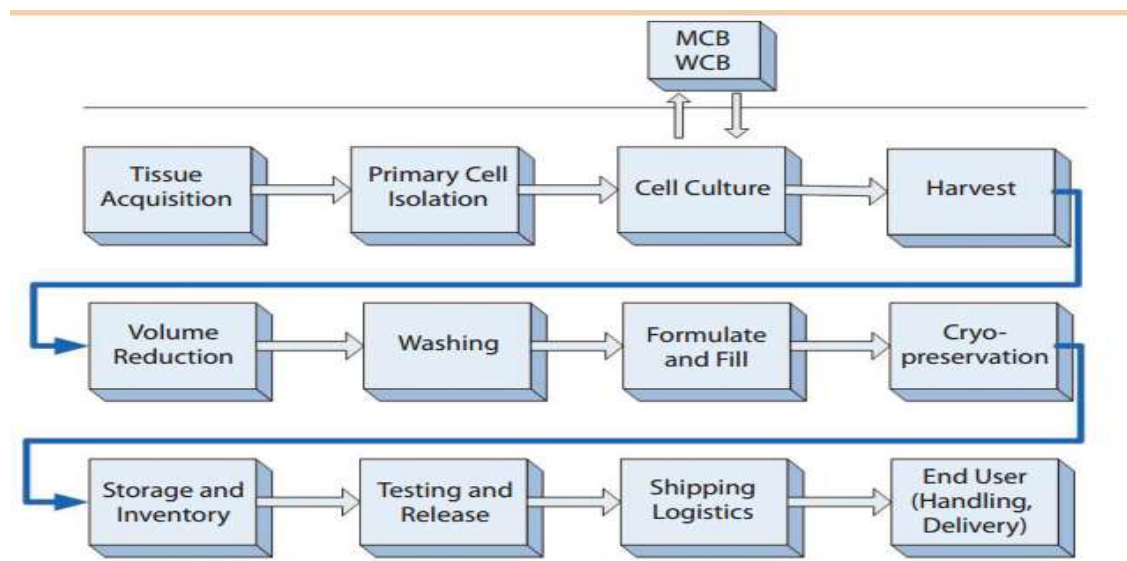 MCB
WCB
Tissue
Acquisition
Primary Cell
Isolation
Cell Culture
Harvest
Volume
Reduction
Washing
Formulate
and Fill
Cryo-
preservation
Storage and
Inventory
Testing and
Release
Shipping
Logistics
End User
(Handling,
Delivery)